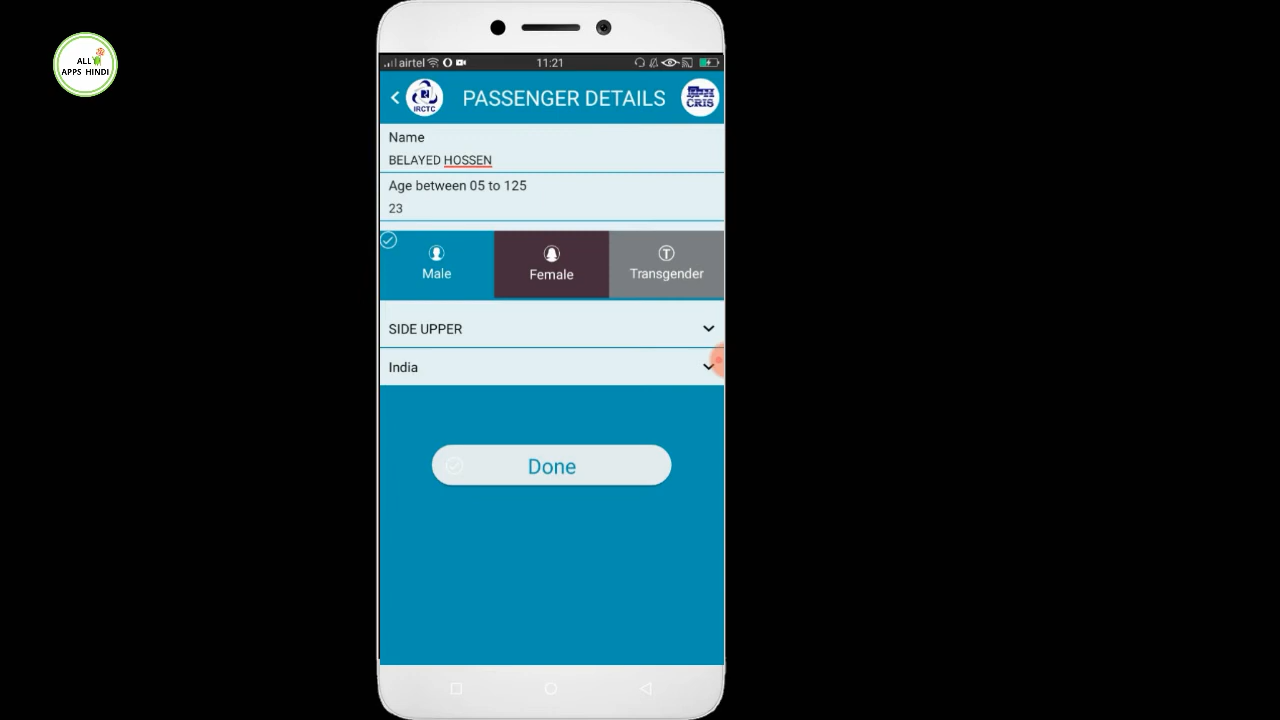 ALL
APPS HINDI
airtel
11:21
IRCTC
PASSENGER DETAILS
CRIS
Name
BELAYED HOSSEN
Age between 05 to 125
23
Male
Female
T
Transgender
SIDE UPPER
India
Done